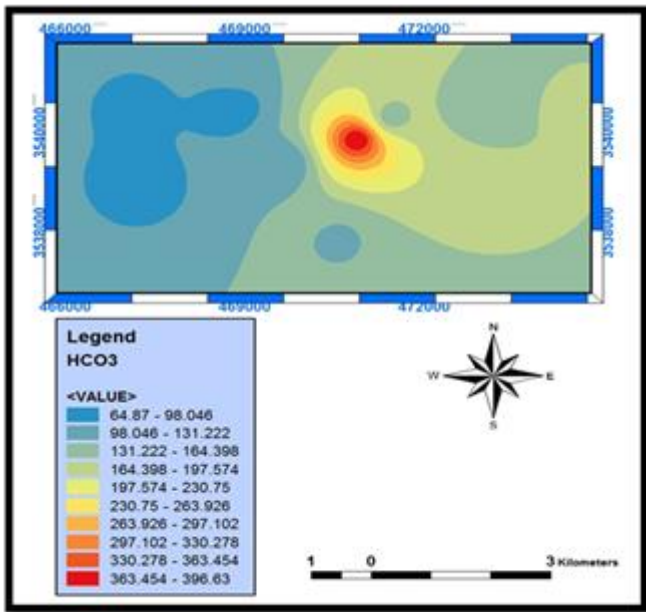 466000 469000 472000
3540000 3540000
3538000 3538000
466000 469000 472000
Legend
HCO3
<VALUE>
64.87 - 98.046
98.046 - 131.222
131.222 - 164.398
164.398 - 197.574
197.574 - 230.75
230.75 - 263.926
263.926 - 297.102
297.102 - 330.278
330.278 - 363.454
363.454 - 396.63
N
W E
S
1 0 3 Kilometers